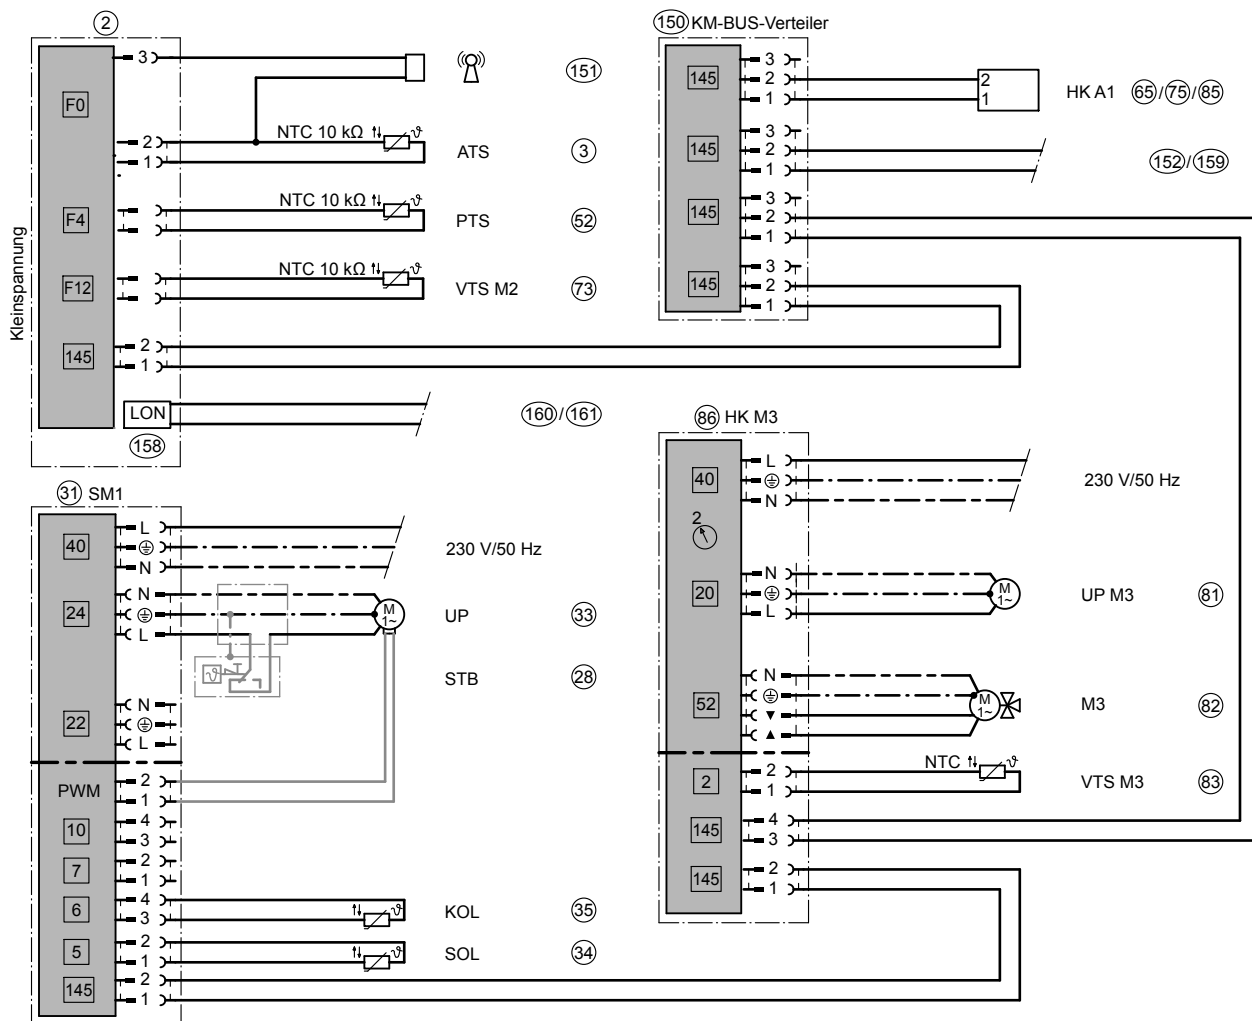 2
Kleinspannung
F0
3
151
2
NTC 10 kΩ
ϑ
1
ATS
3
F4
NTC 10 kΩ
ϑ
PTS
52
F12
NTC 10 kΩ
ϑ
VTS M2
73
145
2
1
LON
158
160/161
150 KM-BUS-Verteiler
145
3
2
1
2
1
HK A1
65/75/85
145
3
2
1
152/159
145
3
2
1
145
3
2
1
31 SM1
40
L
N
230 V/50 Hz
24
N
L
M
1~
UP
33
ϑ
STB
28
22
N
L
PWM
2
1
10
4
3
7
2
1
6
4
3
ϑ
KOL
35
5
2
1
ϑ
SOL
34
145
2
1
86 HK M3
40
L
N
230 V/50 Hz
2
20
N
L
M
1~
UP M3
81
52
N
▼
▲
M
1~
M3
82
2
2
1
NTC
ϑ
VTS M3
83
145
4
3
145
2
1